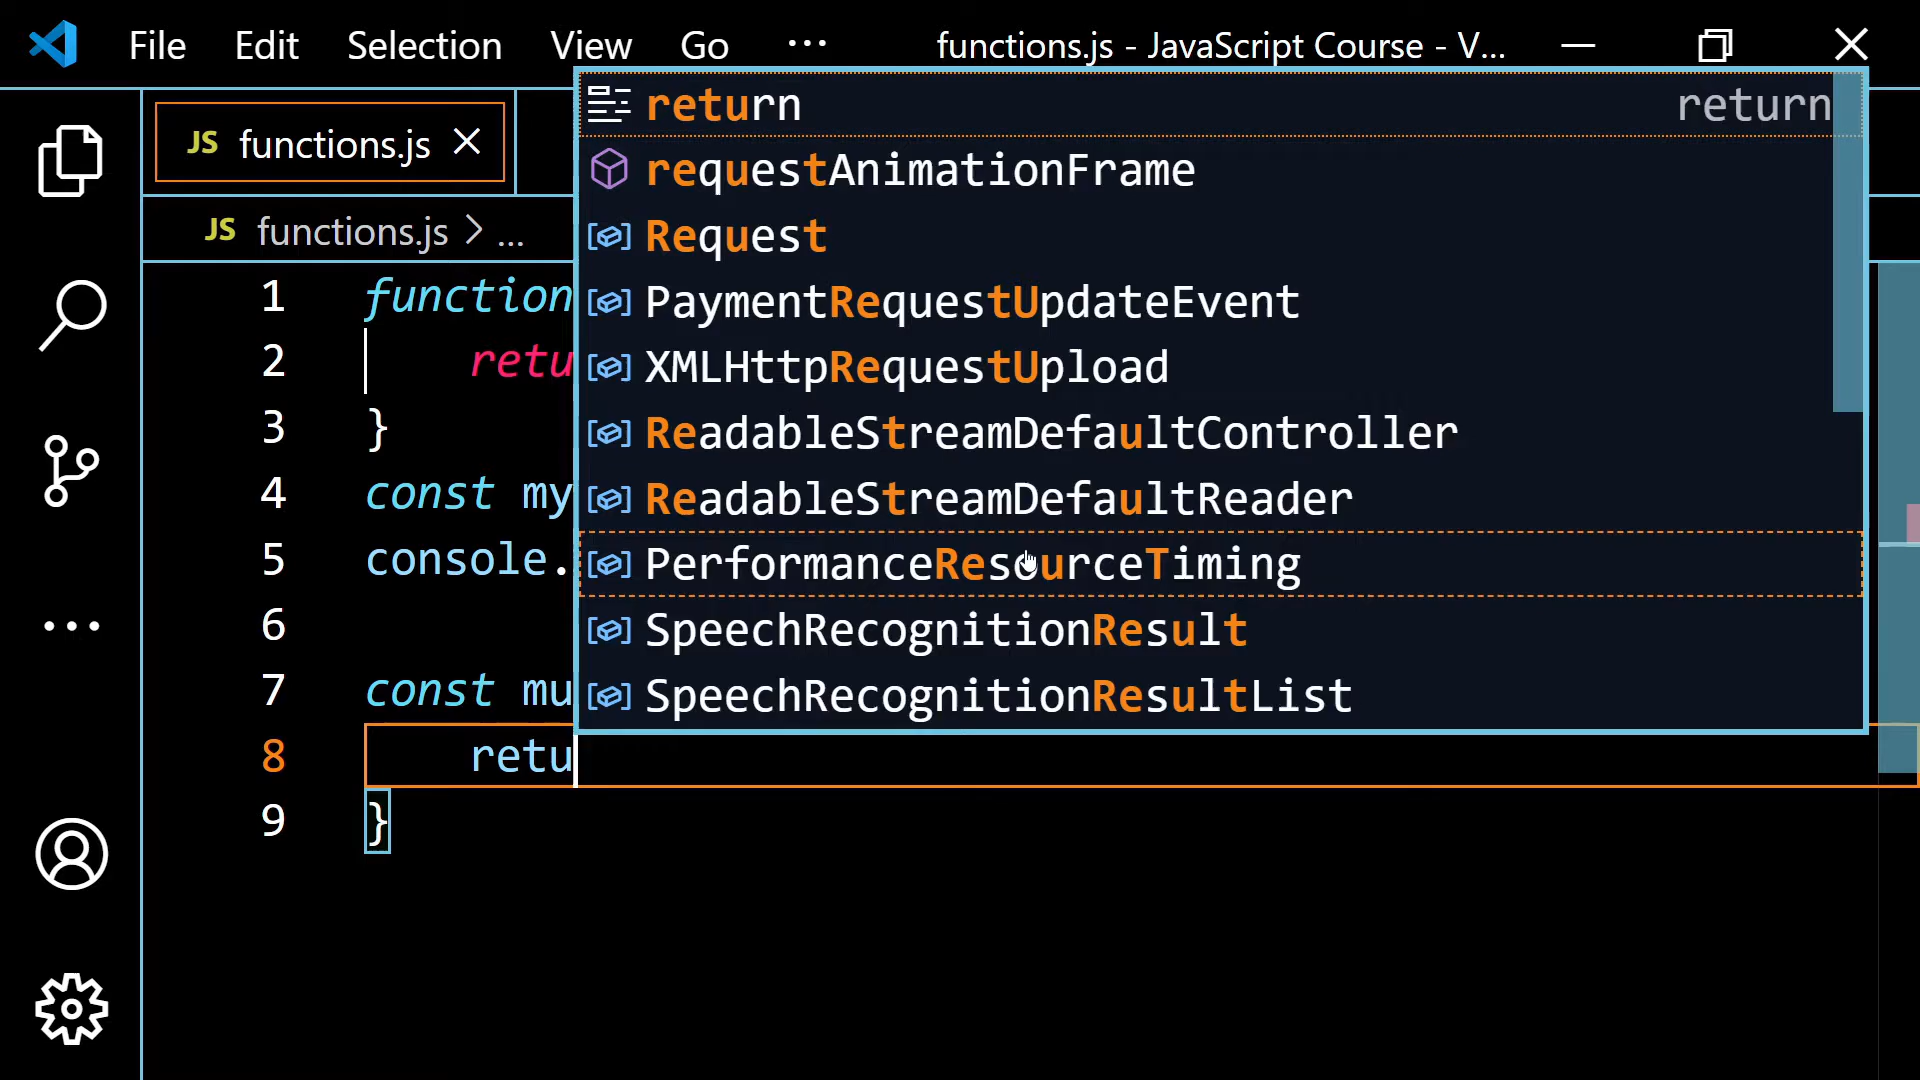 File Edit Selection View Go ··· functions.js - JavaScript Course - V...
JS functions.js
JS functions.js > ...
return return
requestAnimationFrame
Request
PaymentRequestUpdateEvent
XMLHttpRequestUpload
ReadableStreamDefaultController
ReadableStreamDefaultReader
PerformanceResourceTiming
SpeechRecognitionResult
SpeechRecognitionResultList
1 function
2 retu
3 }
4 const my
5 console.
6
7 const mu
8 retu
9 }